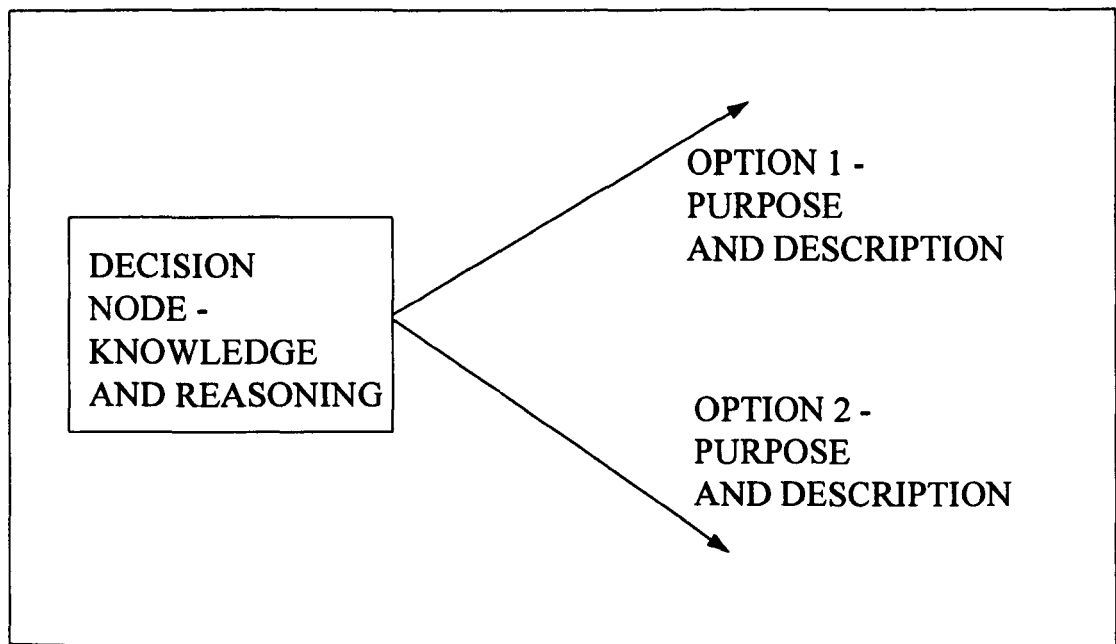 DECISION
NODE -
KNOWLEDGE
AND REASONING
OPTION 1 -
PURPOSE
AND DESCRIPTION
OPTION 2 -
PURPOSE
AND DESCRIPTION